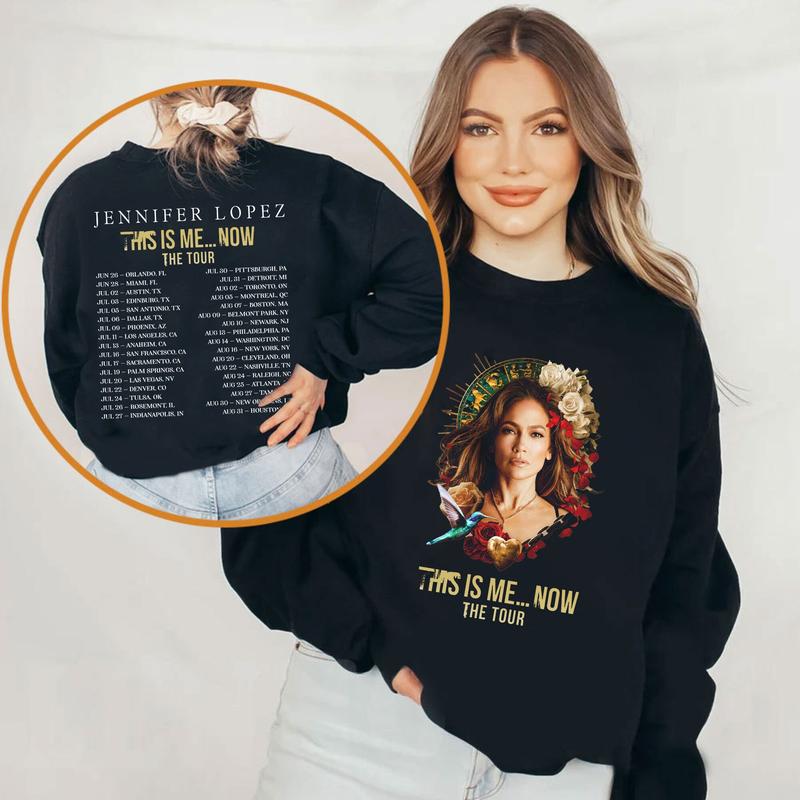 JENNIFER LOPEZ
THIS IS ME... NOW
THE TOUR
JUN 26 – ORLANDO, FL
JUN 28 – MIAMI, FL
JUL 02 – AUSTIN, TX
JUL 03 – EDINBURG, TX
JUL 05 – SAN ANTONIO, TX
JUL 06 – DALLAS, TX
JUL 09 – PHOENIX, AZ
JUL 11 – LOS ANGELES, CA
JUL 13 – ANAHEIM, CA
JUL 16 – SAN FRANCISCO, CA
JUL 17 – SACRAMENTO, CA
JUL 19 – PALM SPRINGS, CA
JUL 20 – LAS VEGAS, NV
JUL 22 – DENVER, CO
JUL 24 – TULSA, OK
JUL 26 – ROSEMONT, IL
JUL 27 – INDIANAPOLIS, IN
JUL 30 – PITTSBURGH, PA
JUL 31 – DETROIT, MI
AUG 02 – TORONTO, ON
AUG 05 – MONTREAL, QC
AUG 07 – BOSTON, MA
AUG 09 – BELMONT PARK, NY
AUG 10 – NEWARK, NJ
AUG 13 – PHILADELPHIA, PA
AUG 14 – WASHINGTON, DC
AUG 16 – NEW YORK, NY
AUG 20 – CLEVELAND, OH
AUG 22 – NASHVILLE, TN
AUG 24 – RALEIGH, NC
AUG 25 – ATLANTA
AUG 27 –
AUG 30 – NEW
AUG 31 – HOUSTON
THIS IS ME... NOW
THE TOUR